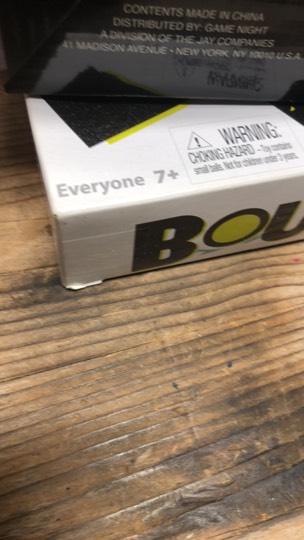 CONTENTS MADE IN CHINA
DISTRIBUTED BY: GAME NIGHT
A DIVISION OF THE JAY COMPANIES
41 MADISON AVENUE • NEW YORK, NY 10010 U.S.A.
WARNING:
CHOKING HAZARD - Toy contains
small balls. Not for children under 3 years.
Everyone 7+
BOU